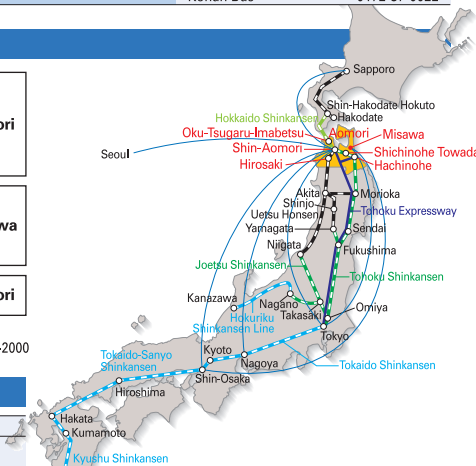 Sapporo
ori
Shin-Hakodate Hokuto
Hakodate
Hokkaido Shinkansen
Oku-Tsugaru-Imabetsu
Aomori
Misawa
Shin-Aomori
Seoul
Shichinohe Towada
Hirosaki
Hachinohe
Akita
Morioka
Shinjo
wa
Uetsu Honsen
Tohoku Expressway
Yamagata
Sendai
Niigata
Fukushima
Joetsu Shinkansen
Tohoku Shinkansen
ori
Kanazawa
Nagano
Omiya
Hokuriku
Shinkansen Line
Takasaki
Tokyo
-2000
Tokaido-Sanyo
Shinkansen
Kyoto
Nagoya
Tokaido Shinkansen
Shin-Osaka
Hiroshima
Hakata
Kumamoto
Kyushu Shinkansen